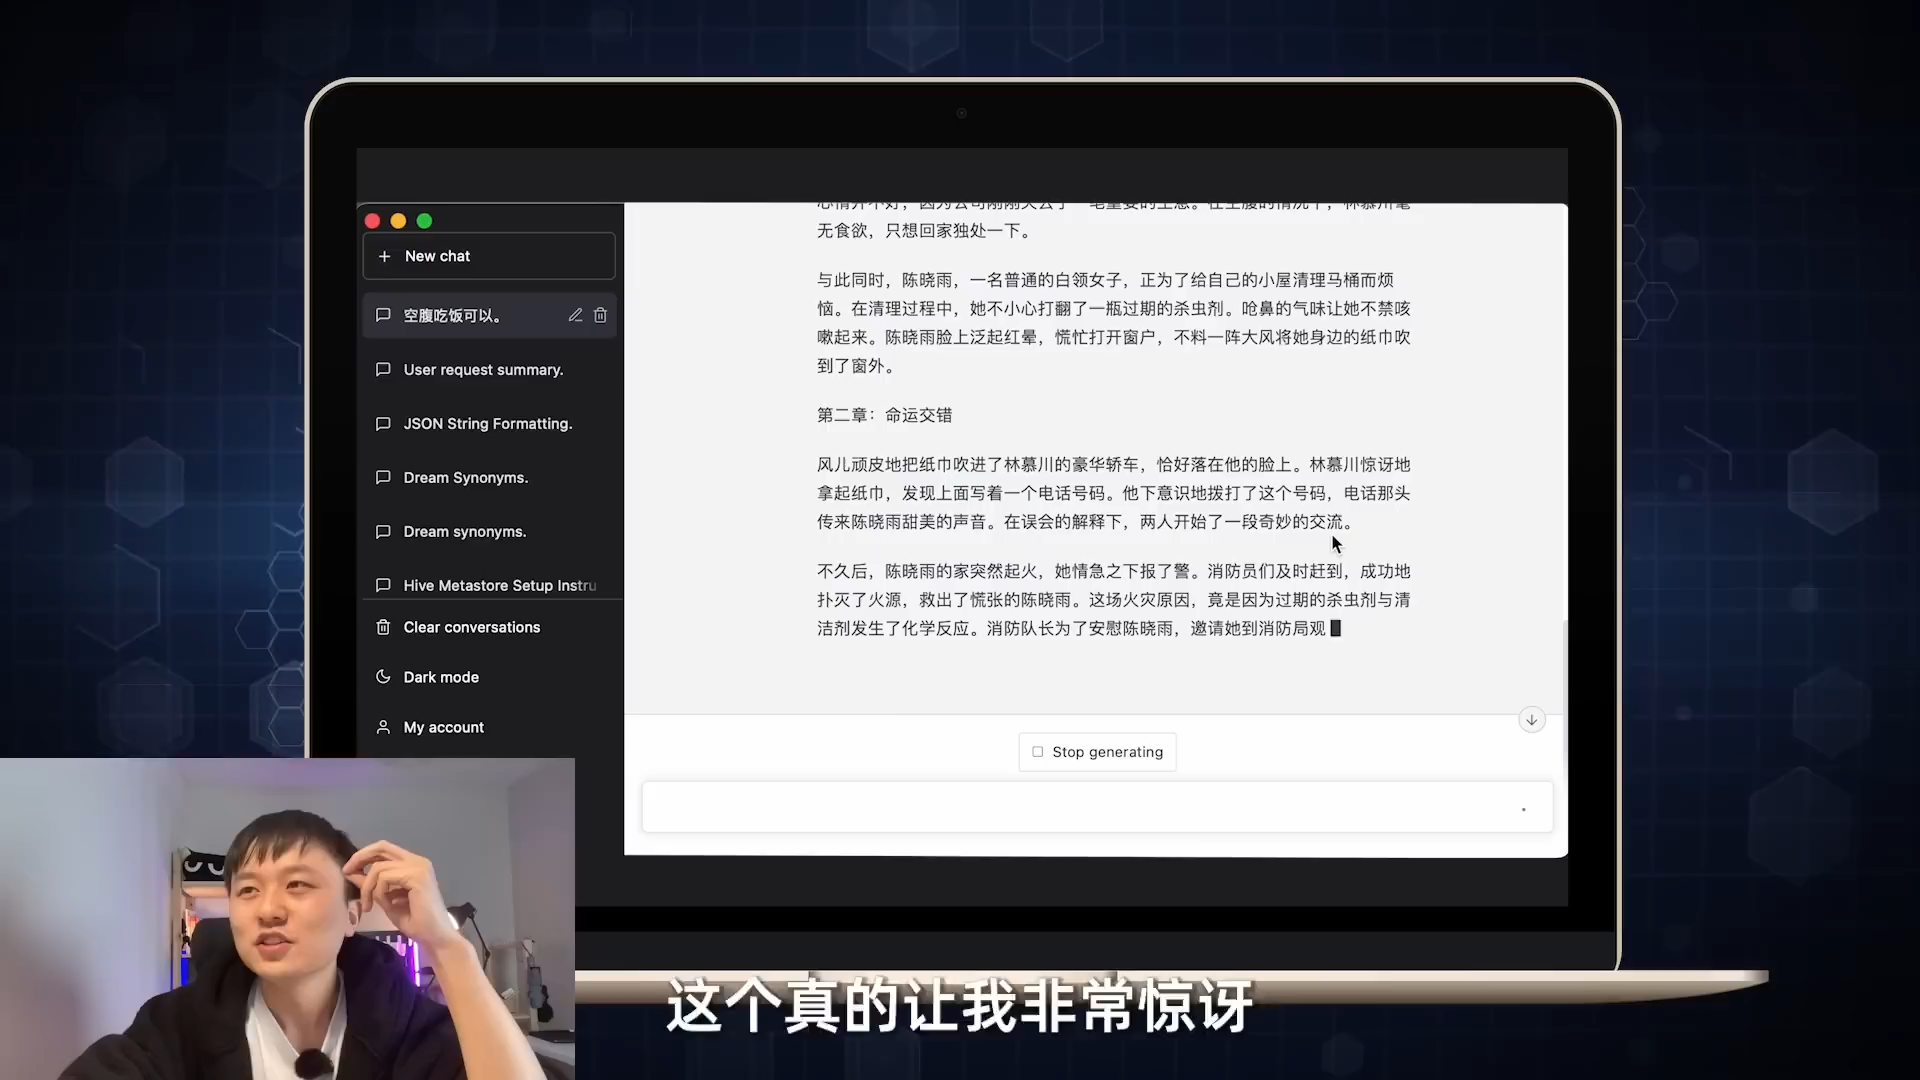 New chat
空腹吃饭可以。
User request summary.
JSON String Formatting.
Dream Synonyms.
Dream synonyms.
Hive Metastore Setup Instru
Clear conversations
Dark mode
My account
无食欲，只想回家独处一下。
与此同时，陈晓雨，一名普通的白领女子，正为了给自己的小屋清理马桶而烦
恼。在清理过程中，她不小心打翻了一瓶过期的杀虫剂。呛鼻的气味让她不禁咳
嗽起来。陈晓雨脸上泛起红晕，慌忙打开窗户，不料一阵大风将她身边的纸巾吹
到了窗外。
第二章：命运交错
风儿顽皮地把纸巾吹进了林慕川的豪华轿车，恰好落在他的脸上。林慕川惊讶地
拿起纸巾，发现上面写着一个电话号码。他下意识地拨打了这个号码，电话那头
传来陈晓雨甜美的声音。在误会的解释下，两人开始了一段奇妙的交流。
不久后，陈晓雨的家突然起火，她情急之下报了警。消防员们及时赶到，成功地
扑灭了火源，救出了慌张的陈晓雨。这场火灾原因，竟是因为过期的杀虫剂与清
洁剂发生了化学反应。消防队长为了安慰陈晓雨，邀请她到消防局观
Stop generating
这个真的让我非常惊讶